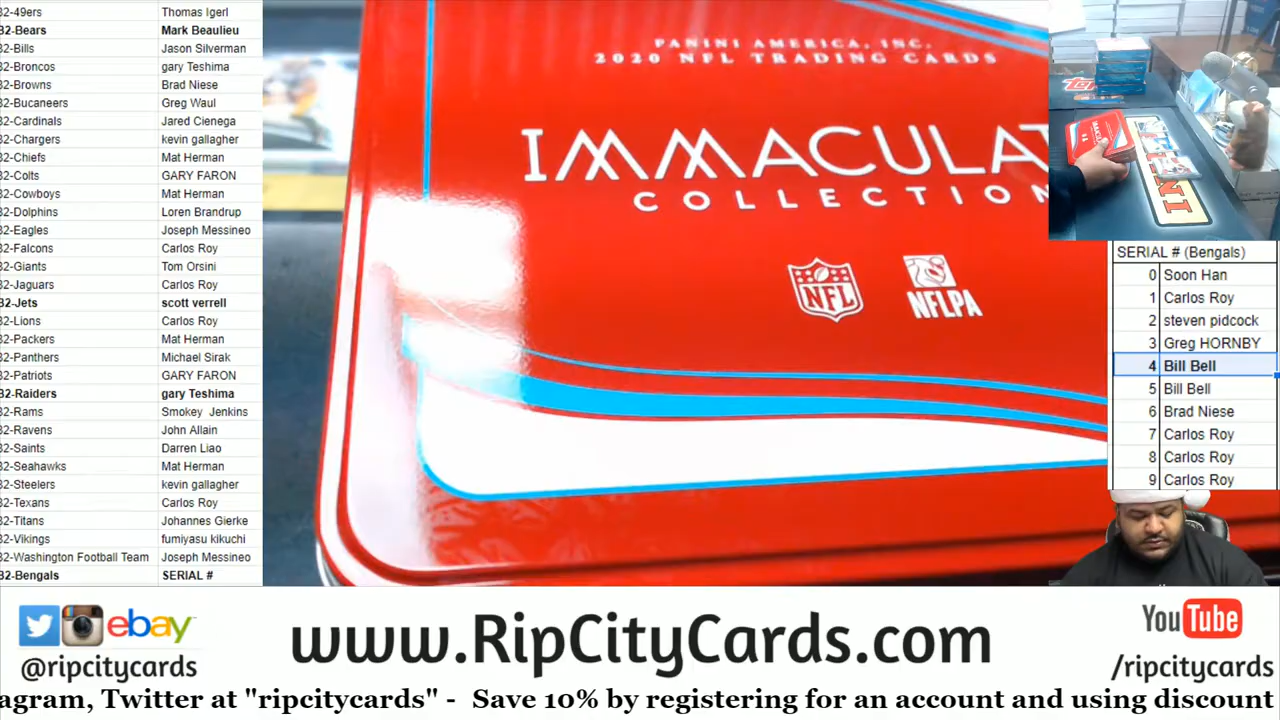 32-49ers Thomas Igerl
32-Bears Mark Beaulieu
32-Bills Jason Silverman
32-Broncos gary Teshima
32-Browns Brad Niese
32-Bucaneers Greg Waul
32-Cardinals Jared Cienega
32-Chargers kevin gallagher
32-Chiefs Mat Herman
32-Colts GARY FARON
32-Cowboys Mat Herman
32-Dolphins Loren Brandrup
32-Eagles Joseph Messineo
32-Falcons Carlos Roy
32-Giants Tom Orsini
32-Jaguars Carlos Roy
32-Jets scott verrell
32-Lions Carlos Roy
32-Packers Mat Herman
32-Panthers Michael Sirak
32-Patriots GARY FARON
32-Raiders gary Teshima
32-Rams Smokey Jenkins
32-Ravens John Allain
32-Saints Darren Liao
32-Seahawks Mat Herman
32-Steelers kevin gallagher
32-Texans Carlos Roy
32-Titans Johannes Gierke
32-Vikings fumiyasu kikuchi
32-Washington Football Team Joseph Messineo
32-Bengals SERIAL #
PANINI AMERICA, INC.
2020 NFL TRADING CARDS
IMMACULAT
COLLECTION
NFL
NFLPA
SERIAL # (Bengals)
0 Soon Han
1 Carlos Roy
2 steven pidcock
3 Greg HORNBY
4 Bill Bell
5 Bill Bell
6 Brad Niese
7 Carlos Roy
8 Carlos Roy
9 Carlos Roy
ebay
@ripcitycards
www.RipCityCards.com
YouTube
/ripcitycards
agram, Twitter at "ripcitycards" - Save 10% by registering for an account and using discount